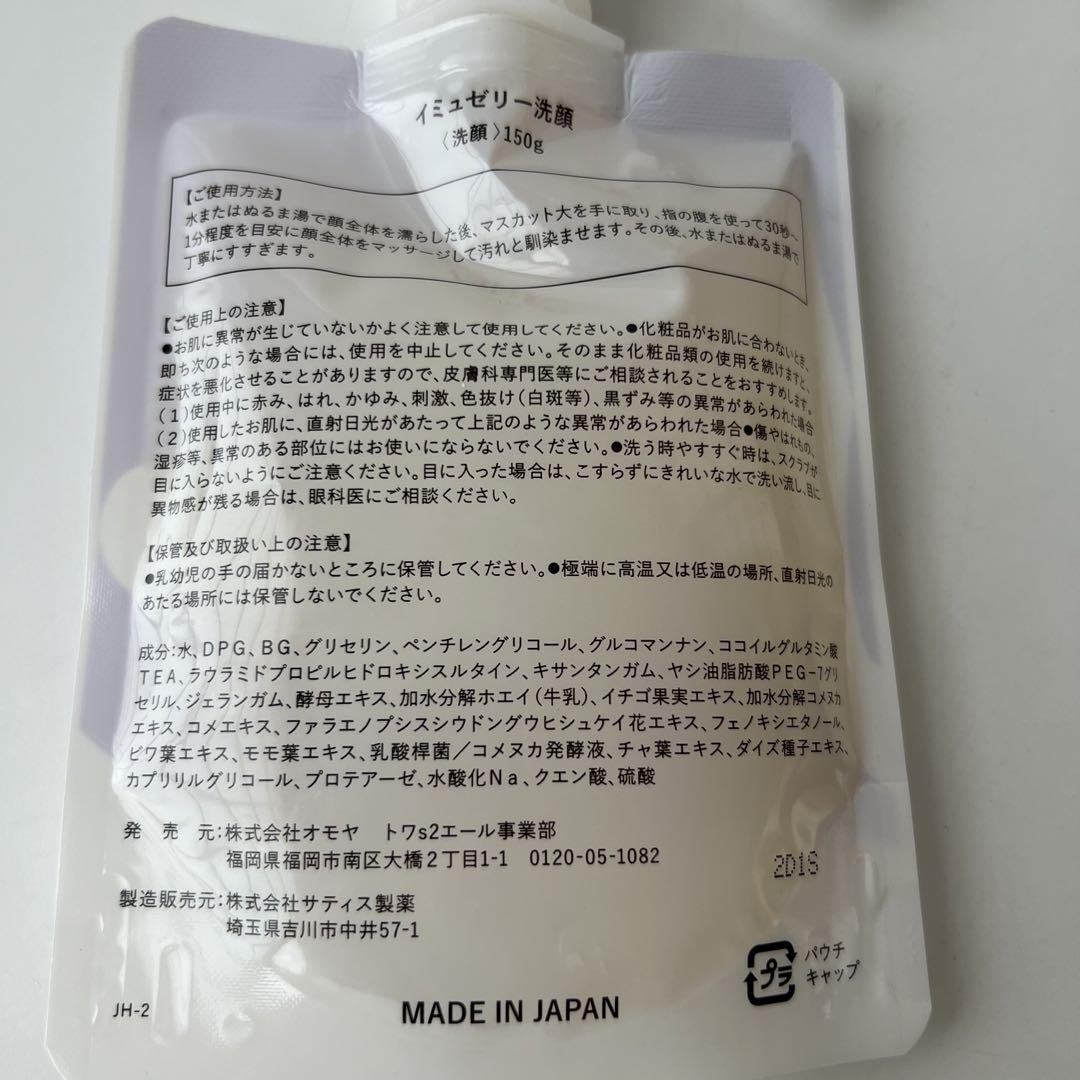 イミュゼリー洗顔
〈洗顔〉150g
【ご使用方法】
水またはぬるま湯で顔全体を濡らした後、マスカット大を手に取り、指の腹を使って30秒〜
1分程度を目安に顔全体をマッサージして汚れと馴染ませます。その後、水またはぬるま湯で
丁寧にすすぎます。
【ご使用上の注意】
●お肌に異常が生じていないかよく注意して使用してください。●化粧品がお肌に合わないとき、
即ち次のような場合には、使用を中止してください。そのまま化粧品類の使用を続けますと、
症状を悪化させることがありますので、皮膚科専門医等にご相談されることをおすすめします。
(1)使用中に赤み、はれ、かゆみ、刺激、色抜け(白斑等)、黒ずみ等の異常があらわれた場合
(2)使用したお肌に、直射日光があたって上記のような異常があらわれた場合●傷やはれもの、
湿疹等、異常のある部位にはお使いにならないでください。●洗う時やすすぐ時は、スクラブが
目に入らないようにご注意ください。目に入った場合は、こすらずにきれいな水で洗い流し、目に
異物感が残る場合は、眼科医にご相談ください。
【保管及び取扱い上の注意】
●乳幼児の手の届かないところに保管してください。●極端に高温又は低温の場所、直射日光の
あたる場所には保管しないでください。
成分:水、DPG、BG、グリセリン、ペンチレングリコール、グルコマンナン、ココイルグルタミン酸
TEA、ラウラミドプロピルヒドロキシスルタイン、キサンタンガム、ヤシ油脂肪酸PEG-7グリ
セリル、ジェランガム、酵母エキス、加水分解ホエイ(牛乳)、イチゴ果実エキス、加水分解コメヌカ
エキス、コメエキス、ファラエノプシスシウドングウヒシュケイ花エキス、フェノキシエタノール、
ビワ葉エキス、モモ葉エキス、乳酸桿菌/コメヌカ発酵液、チャ葉エキス、ダイズ種子エキス、
カプリリルグリコール、プロテアーゼ、水酸化Na、クエン酸、硫酸
発売元:株式会社オモヤ トワs2エール事業部
福岡県福岡市南区大橋2丁目1-1 0120-05-1082
2D1S
製造販売元:株式会社サティス製薬
埼玉県吉川市中井57-1
プラ
パウチ
キャップ
JH-2
MADE IN JAPAN